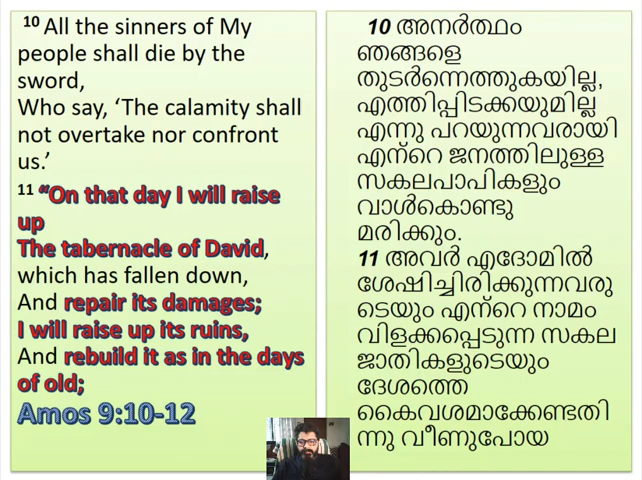 10 All the sinners of My
people shall die by the
sword,
Who say, ‘The calamity shall
not overtake nor confront
us.’
11 “On that day I will raise
up
The tabernacle of David,
which has fallen down,
And repair its damages;
I will raise up its ruins,
And rebuild it as in the days
of old;
Amos 9:10-12
10 അനർത്ഥം
ഞങ്ങളെ
തുടർന്നെത്തുകയില്ല,
എത്തിപ്പിടക്കയുമില്ല
എന്നു പറയുന്നവരായി
എന്റെ ജനത്തിലുള്ള
സകലപാപികളും
വാൾകൊണ്ടു
മരിക്കും.
11 അവർ എദോമിൽ
ശേഷിച്ചിരിക്കുന്നവരു
ടെയും എന്റെ നാമം
വിളക്കപ്പെടുന്ന സകല
ജാതികളുടെയും
ദേശത്തെ
കൈവശമാക്കേണ്ടതി
ന്നു വീണുപോയ